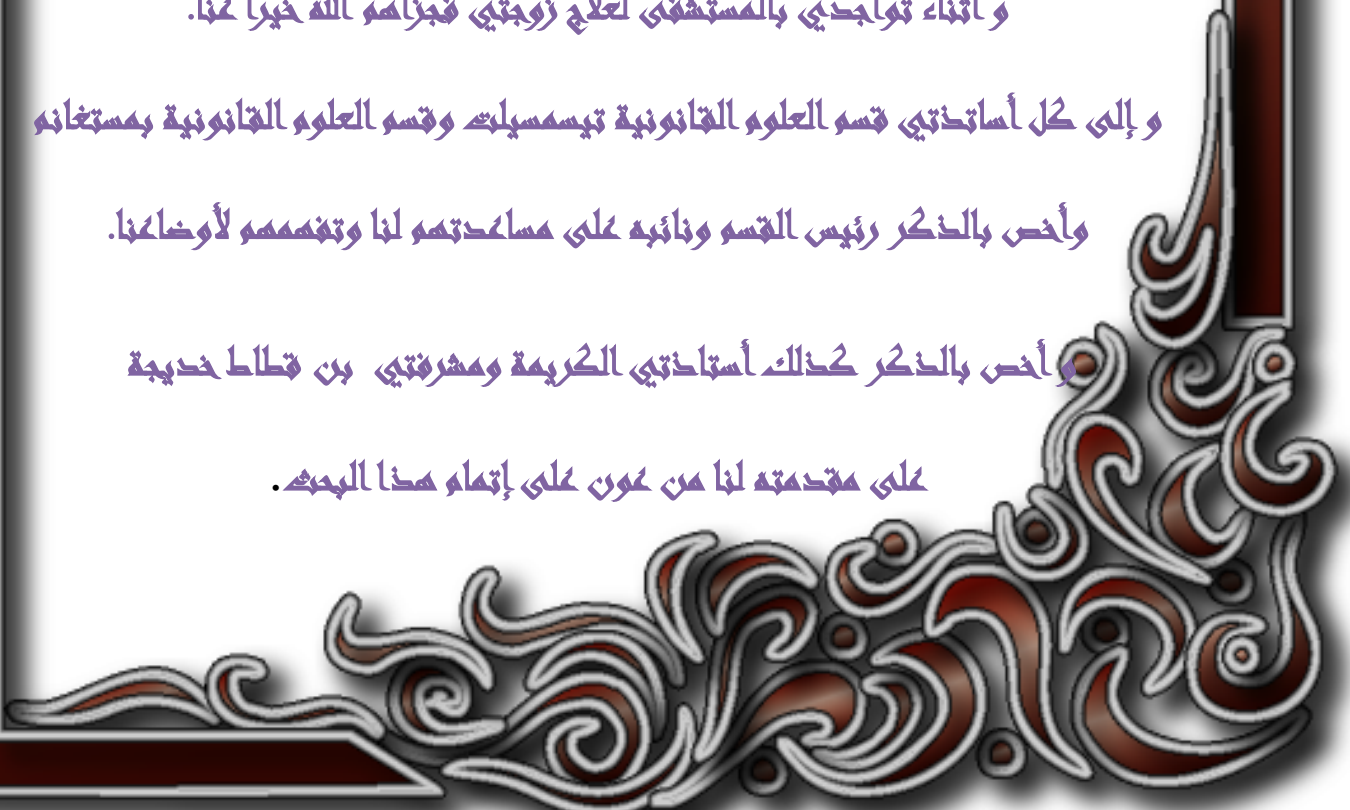 و أثناء تواجدي بالمستشفى لعلاج زوجتي فجزاهم الله خيرا عنا.
و إلى كل أساتذتي قسم العلوم القانونية تيسمسيلت وقسم العلوم القانونية بمستغانم
وأخص بالذكر رئيس القسم ونائبه على مساعدتهم لنا وتفهمهم لأوضاعنا.
و أخص بالذكر كذلك أستاذتي الكريمة ومشرفتي بن قطاط خديجة
على مقدمته لنا من عون على إتمام هذا البحث.